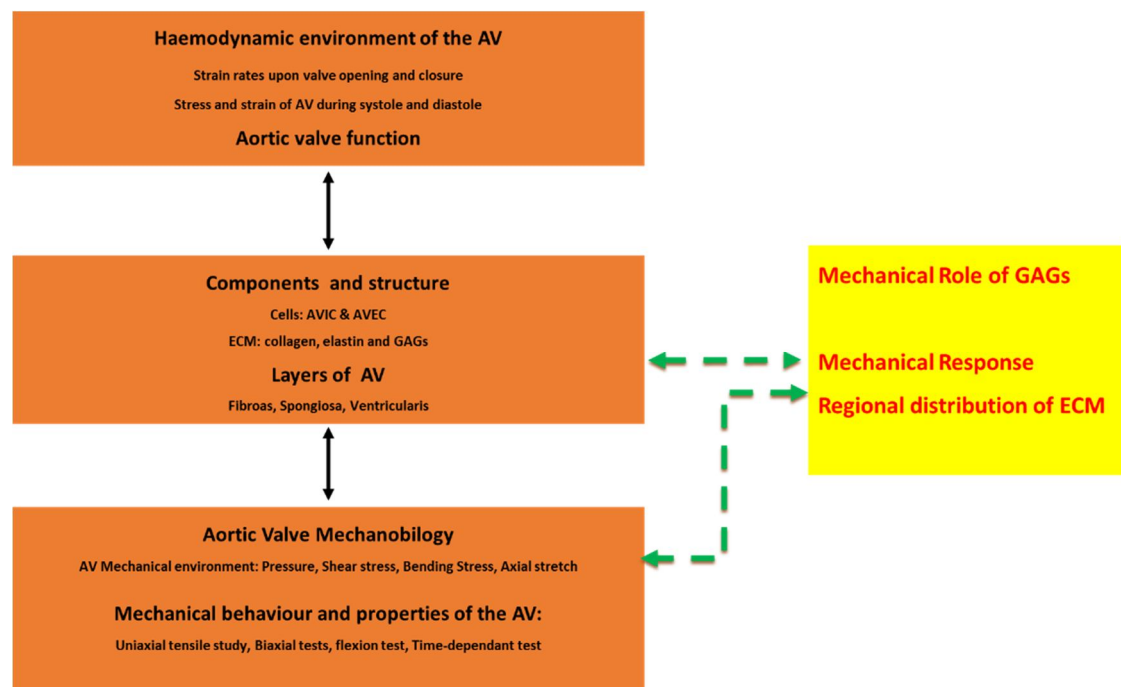 Haemodynamic environment of the AV
Strain rates upon valve opening and closure
Stress and strain of AV during systole and diastole
Aortic valve function
Components and structure
Cells: AVIC & AVEC
ECM: collagen, elastin and GAGs
Layers of AV
Fibroas, Spongiosa, Ventricularis
Aortic Valve Mechanobilogy
AV Mechanical environment: Pressure, Shear stress, Bending Stress, Axial stretch
Mechanical behaviour and properties of the AV:
Uniaxial tensile study, Biaxial tests, flexion test, Time-dependant test
Mechanical Role of GAGs
Mechanical Response
Regional distribution of ECM